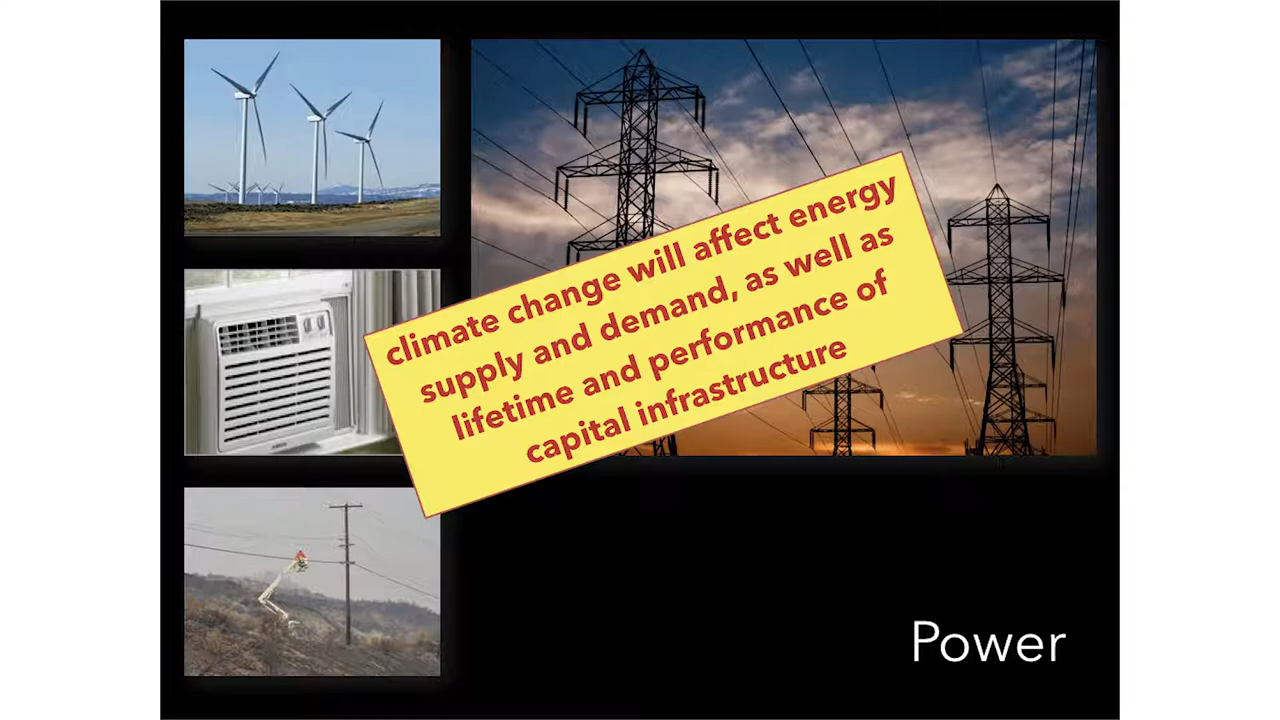 climate change will affect energy
supply and demand, as well as
lifetime and performance of
capital infrastructure
Power